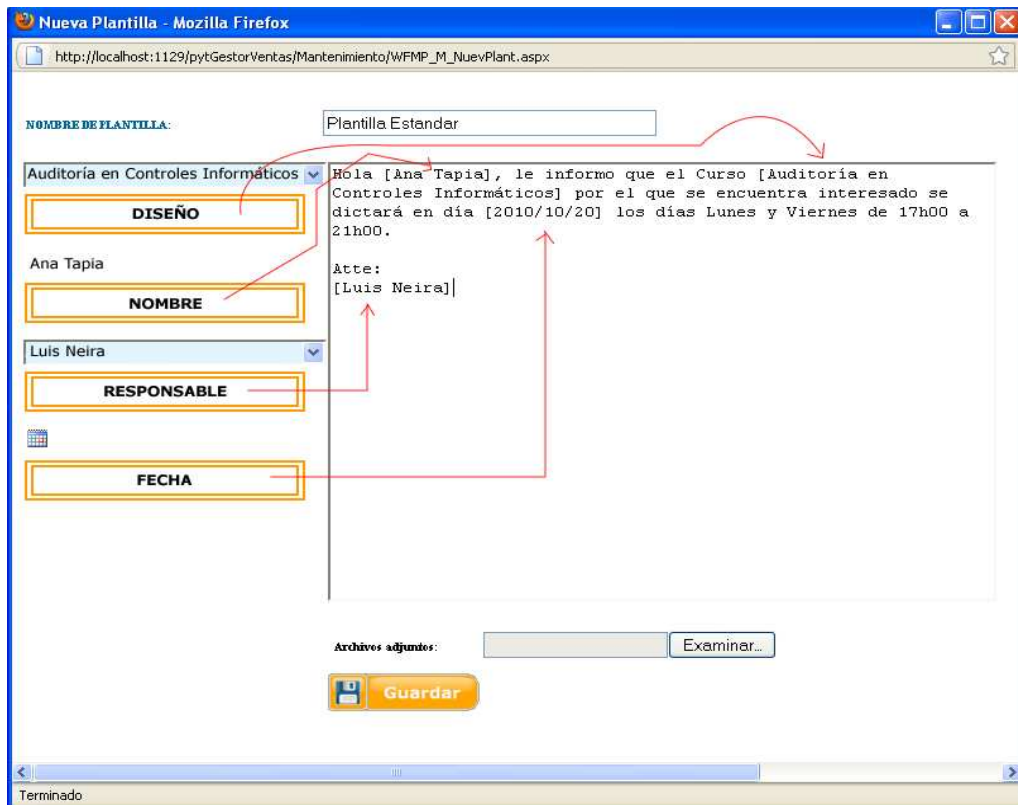 Nueva Plantilla - Mozilla Firefox
http://localhost:1129/pytGestorVentas/Mantenimiento/WFMP_M_NuevPlant.aspx
NOMBRE DE PLANTILLA:
Plantilla Estandar
Auditoría en Controles Informáticos
DISEÑO
Ana Tapia
NOMBRE
Luis Neira
RESPONSABLE
FECHA
Hola [Ana Tapia], le informo que el Curso [Auditoría en
Controles Informáticos] por el que se encuentra interesado se
dictará en día [2010/10/20] los días Lunes y Viernes de 17h00 a
21h00.
Atte:
[Luis Neira]
Archivos adjuntos:
Examinar...
Guardar
Terminado